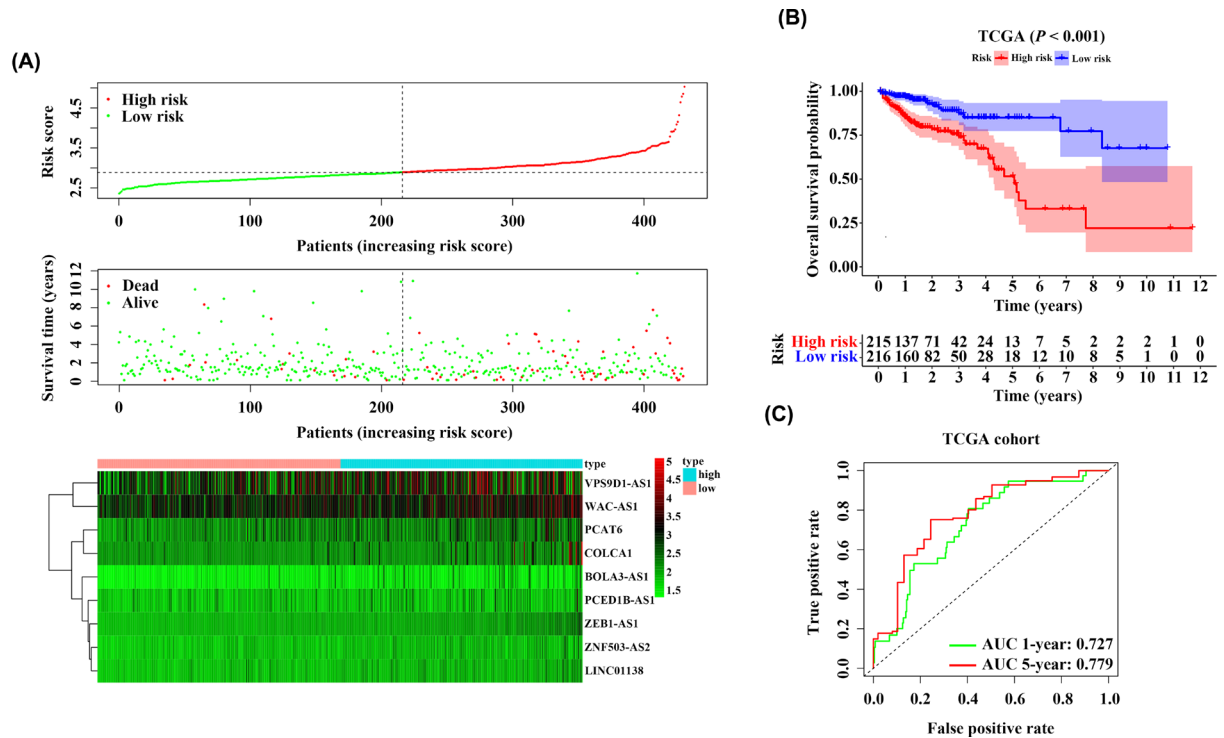 (A)
High risk
Low risk
Risk score
2.5 3.5 4.5
0 100 200 300 400
Patients (increasing risk score)
Dead
Alive
Survival time (years)
0 2 4 6 8 10 12
0 100 200 300 400
Patients (increasing risk score)
type
VPS9D1-AS1
WAC-AS1
PCAT6
COLCA1
BOLA3-AS1
PCED1B-AS1
ZEB1-AS1
ZNF503-AS2
LINC01138
5
4.5
4
3.5
3
2.5
2
1.5
type
high
low
(B)
TCGA (P < 0.001)
Risk High risk Low risk
Overall survival probability
1.00
0.75
0.50
0.25
0.00
0 1 2 3 4 5 6 7 8 9 10 11 12
Time (years)
Risk
High risk 215 137 71 42 24 13 7 5 2 2 2 1 0
Low risk 216 160 82 50 28 18 12 10 8 5 1 0 0
0 1 2 3 4 5 6 7 8 9 10 11 12
Time (years)
(C)
TCGA cohort
True positive rate
0.0 0.2 0.4 0.6 0.8 1.0
AUC 1-year: 0.727
AUC 5-year: 0.779
0.0 0.2 0.4 0.6 0.8 1.0
False positive rate